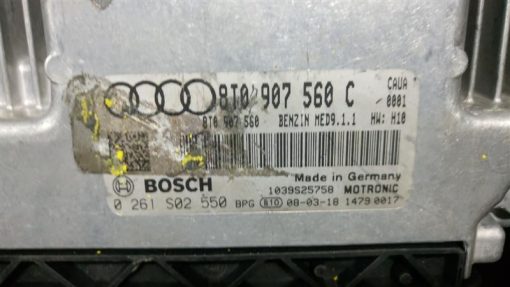 8T0 907 560 C CAUA
8T0 907 560 BENZIN MED9.1.1 HW: H10
0001
Made in Germany
BOSCH 1039S25758 MOTRONIC
0 261 S02 550 BPG B10 08-03-18 1479 0017